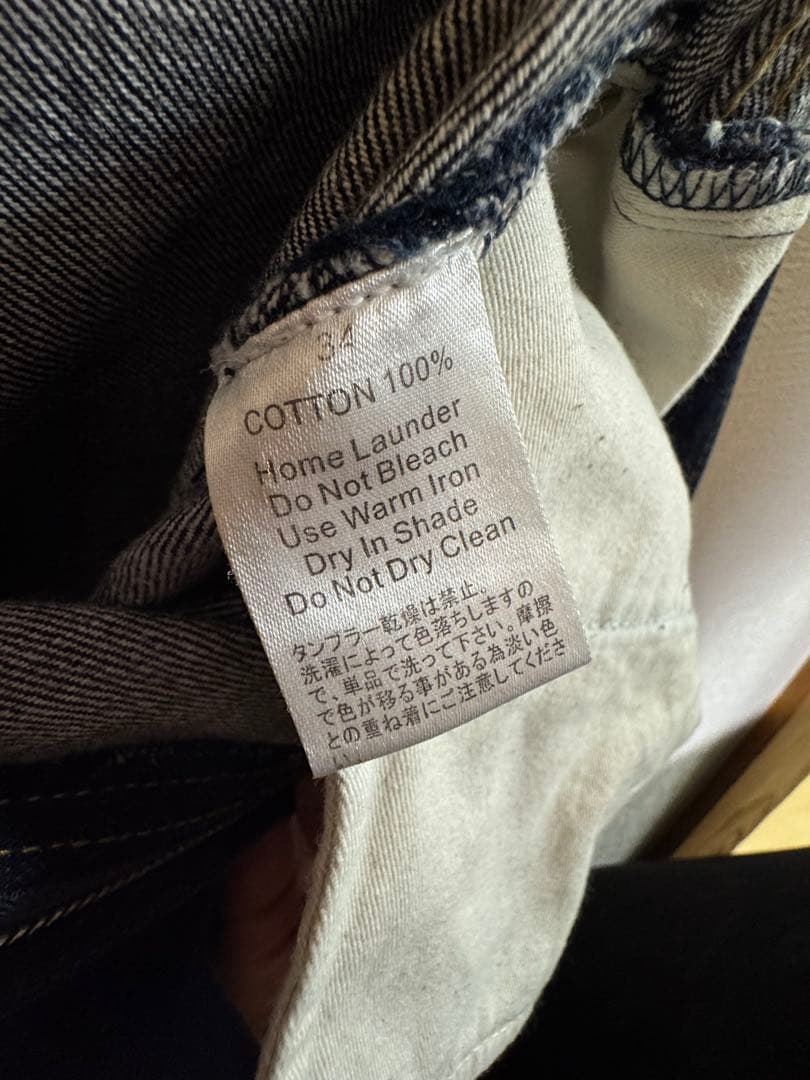 34
COTTON 100%
Home Launder
Do Not Bleach
Use Warm Iron
Dry In Shade
Do Not Dry Clean
タンブラー乾燥は禁止.
洗濯によって色落ちしますの
で、単品で洗って下さい。摩擦
で色が移る事がある為淡い色
との重ね着にご注意してくださ
い.